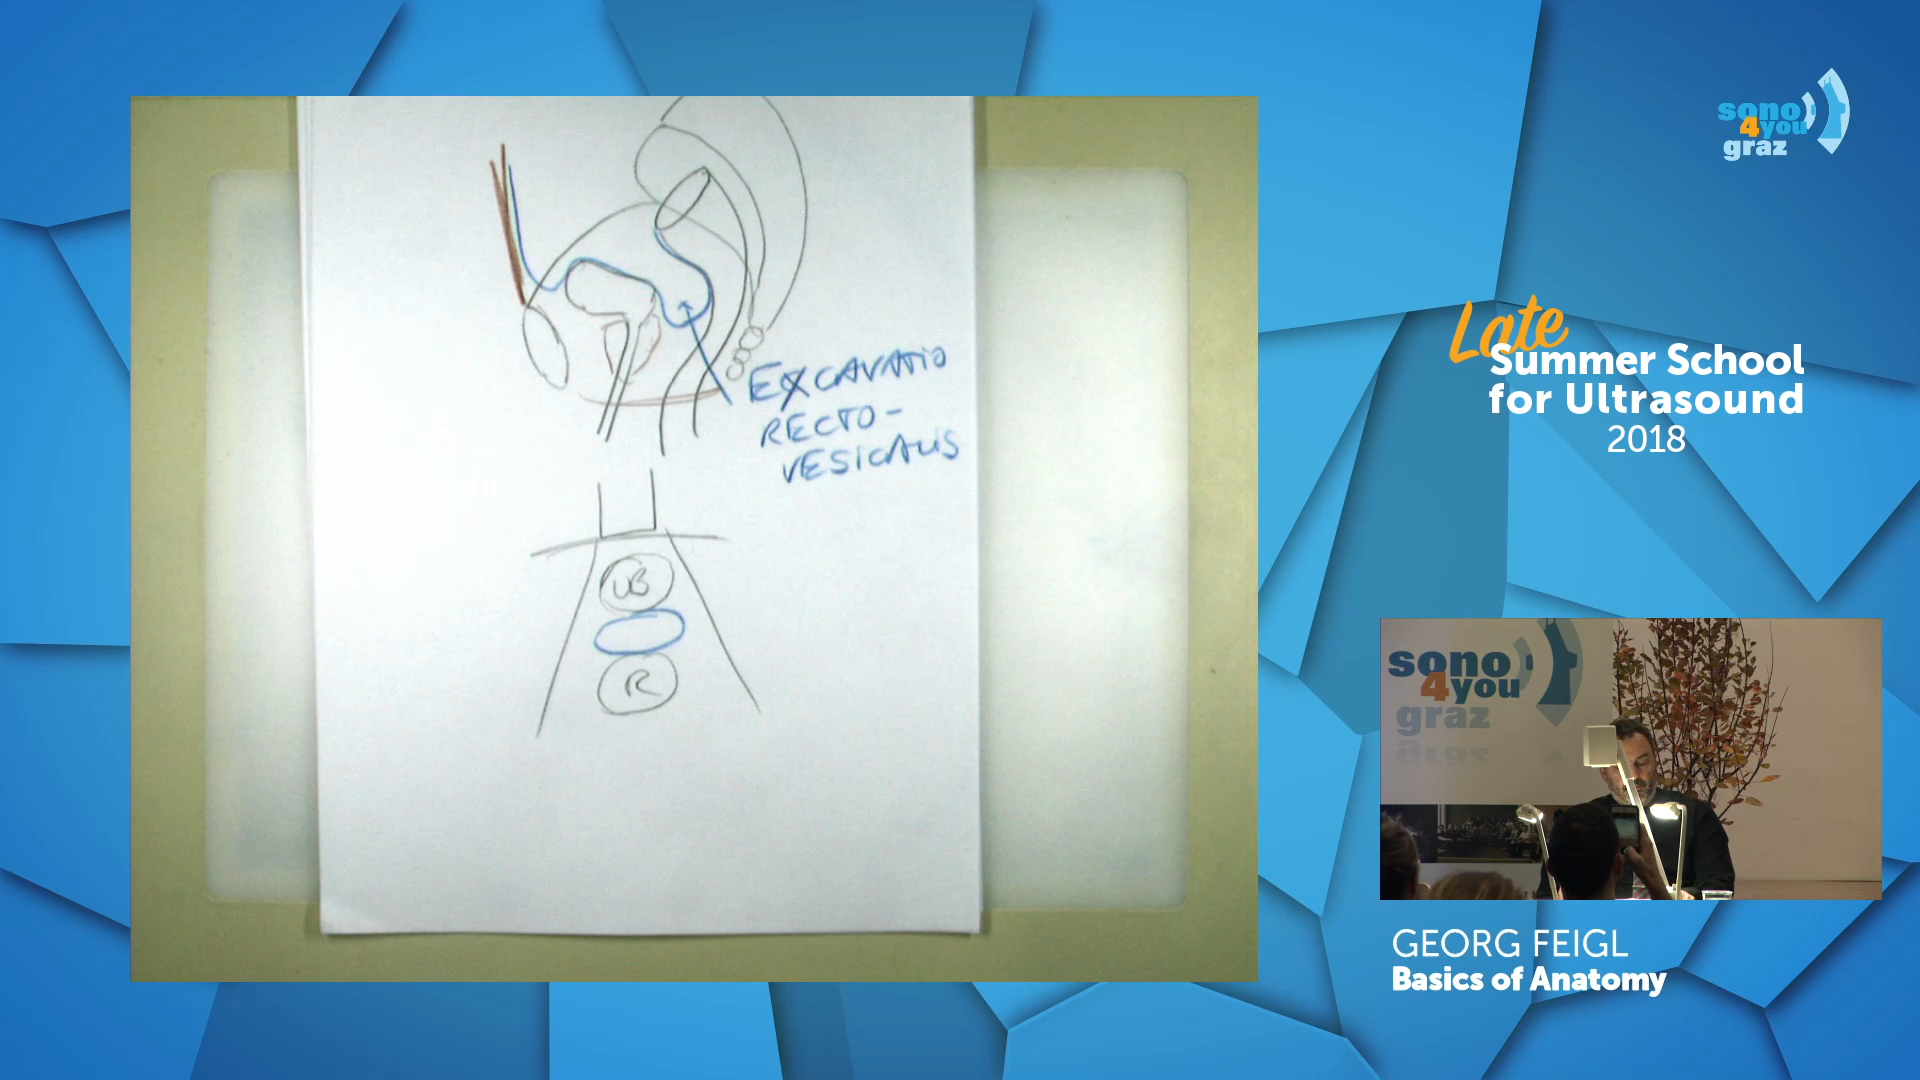 EXCAVATIO
RECTO-
VESICALIS
UB
R
sono
4you
graz
Late
Summer School
for Ultrasound
2018
sono
4you
graz
GEORG FEIGL
Basics of Anatomy